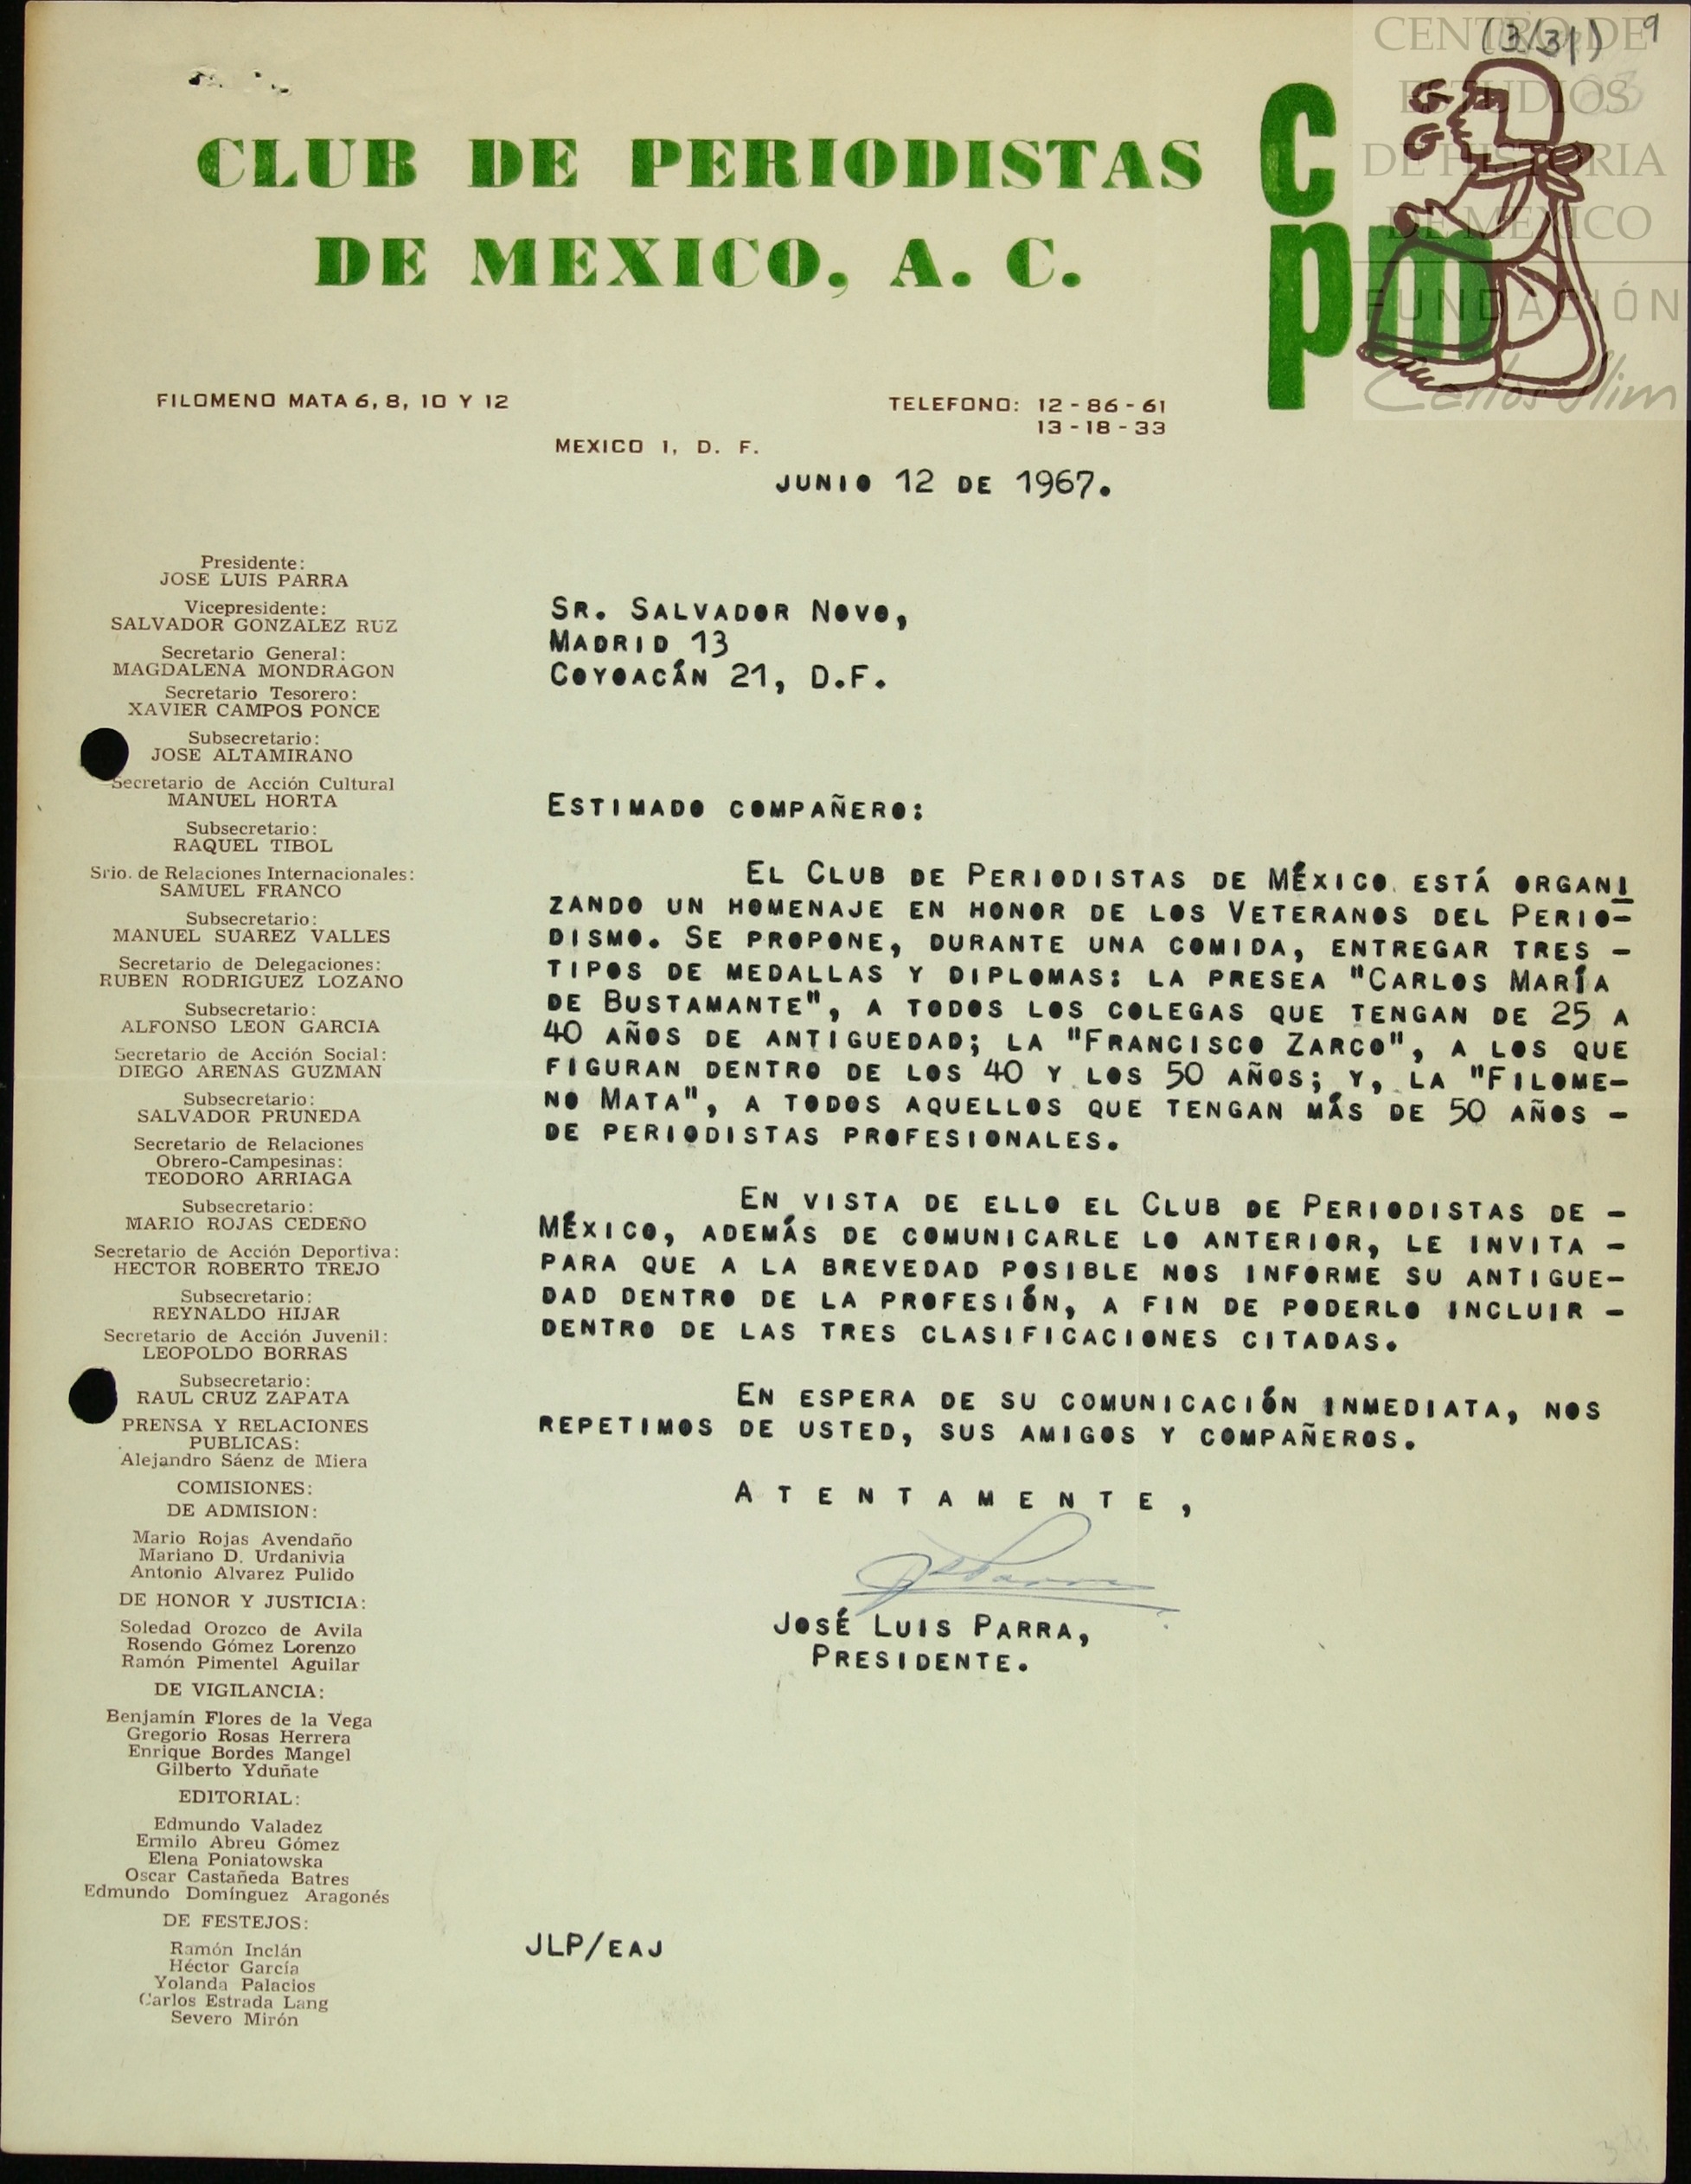 (3/31) 9
CENTRO DE
ESTUDIOS
DE HISTORIA
DE MEXICO
FUNDACIÓN
Carlos Slim
CLUB DE PERIODISTAS
DE MEXICO, A. C.
c
pm
FILOMENO MATA 6, 8, 10 Y 12
TELEFONO: 12-86-61
13-18-33
MEXICO 1, D. F.
JUNIO 12 DE 1967.
Presidente:
JOSE LUIS PARRA
Vicepresidente:
SALVADOR GONZALEZ RUZ
Secretario General:
MAGDALENA MONDRAGON
Secretario Tesorero:
XAVIER CAMPOS PONCE
Subsecretario:
JOSE ALTAMIRANO
Secretario de Acción Cultural
MANUEL HORTA
Subsecretario:
RAQUEL TIBOL
Srio. de Relaciones Internacionales:
SAMUEL FRANCO
Subsecretario:
MANUEL SUAREZ VALLES
Secretario de Delegaciones:
RUBEN RODRIGUEZ LOZANO
Subsecretario:
ALFONSO LEON GARCIA
Secretario de Acción Social:
DIEGO ARENAS GUZMAN
Subsecretario:
SALVADOR PRUNEDA
Secretario de Relaciones
Obrero-Campesinas:
TEODORO ARRIAGA
Subsecretario:
MARIO ROJAS CEDEÑO
Secretario de Acción Deportiva:
HECTOR ROBERTO TREJO
Subsecretario:
REYNALDO HIJAR
Secretario de Acción Juvenil:
LEOPOLDO BORRAS
Subsecretario:
RAUL CRUZ ZAPATA
PRENSA Y RELACIONES
PUBLICAS:
Alejandro Sáenz de Miera
COMISIONES:
DE ADMISION:
Mario Rojas Avendaño
Mariano D. Urdanivia
Antonio Alvarez Pulido
DE HONOR Y JUSTICIA:
Soledad Orozco de Avila
Rosendo Gómez Lorenzo
Ramón Pimentel Aguilar
DE VIGILANCIA:
Benjamín Flores de la Vega
Gregorio Rosas Herrera
Enrique Bordes Mangel
Gilberto Yduñate
EDITORIAL:
Edmundo Valadez
Ermilo Abreu Gómez
Elena Poniatowska
Oscar Castañeda Batres
Edmundo Domínguez Aragonés
DE FESTEJOS:
Ramón Inclán
Héctor García
Yolanda Palacios
Carlos Estrada Lang
Severo Mirón
SR. SALVADOR NOVO,
MADRID 13
COYOACÁN 21, D.F.
ESTIMADO COMPAÑERO:
EL CLUB DE PERIODISTAS DE MÉXICO ESTÁ ORGANI
ZANDO UN HOMENAJE EN HONOR DE LOS VETERANOS DEL PERIO-
DISMO. SE PROPONE, DURANTE UNA COMIDA, ENTREGAR TRES -
TIPOS DE MEDALLAS Y DIPLOMAS: LA PRESEA "CARLOS MARÍA
DE BUSTAMANTE", A TODOS LOS COLEGAS QUE TENGAN DE 25 A
40 AÑOS DE ANTIGUEDAD; LA "FRANCISCO ZARCO", A LOS QUE
FIGURAN DENTRO DE LOS 40 Y LOS 50 AÑOS; Y, LA "FILOME-
NO MATA", A TODOS AQUELLOS QUE TENGAN MÁS DE 50 AÑOS -
DE PERIODISTAS PROFESIONALES.
EN VISTA DE ELLO EL CLUB DE PERIODISTAS DE -
MÉXICO, ADEMÁS DE COMUNICARLE LO ANTERIOR, LE INVITA -
PARA QUE A LA BREVEDAD POSIBLE NOS INFORME SU ANTIGUE-
DAD DENTRO DE LA PROFESIÓN, A FIN DE PODERLO INCLUIR -
DENTRO DE LAS TRES CLASIFICACIONES CITADAS.
EN ESPERA DE SU COMUNICACIÓN INMEDIATA, NOS
REPETIMOS DE USTED, SUS AMIGOS Y COMPAÑEROS.
A T E N T A M E N T E ,
JOSÉ LUIS PARRA,
PRESIDENTE.
JLP/EAJ